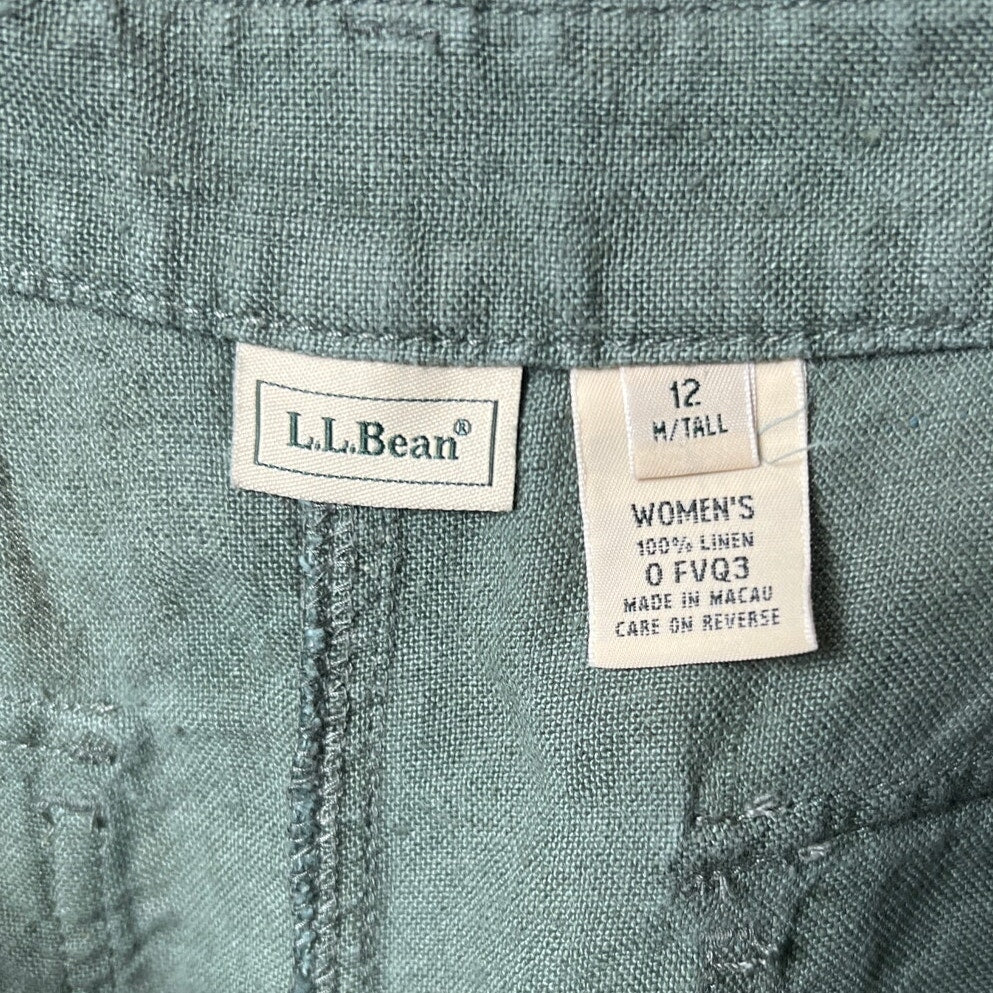 L.L.Bean®
12
M/TALL
WOMEN'S
100% LINEN
0 FVQ3
MADE IN MACAU
CARE ON REVERSE